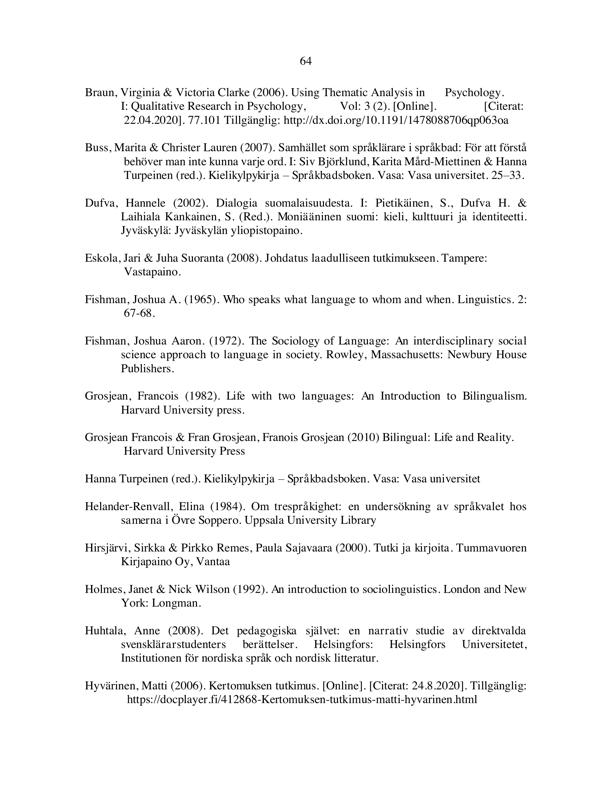 64
Braun, Virginia & Victoria Clarke (2006). Using Thematic Analysis in Psychology.
I: Qualitative Research in Psychology, Vol: 3 (2). [Online]. [Citerat:
22.04.2020]. 77.101 Tillgänglig: http://dx.doi.org/10.1191/1478088706qp063oa
Buss, Marita & Christer Lauren (2007). Samhället som språklärare i språkbad: För att förstå
behöver man inte kunna varje ord. I: Siv Björklund, Karita Mård-Miettinen & Hanna
Turpeinen (red.). Kielikylpykirja – Språkbadsboken. Vasa: Vasa universitet. 25–33.
Dufva, Hannele (2002). Dialogia suomalaisuudesta. I: Pietikäinen, S., Dufva H. &
Laihiala Kankainen, S. (Red.). Moniääninen suomi: kieli, kulttuuri ja identiteetti.
Jyväskylä: Jyväskylän yliopistopaino.
Eskola, Jari & Juha Suoranta (2008). Johdatus laadulliseen tutkimukseen. Tampere:
Vastapaino.
Fishman, Joshua A. (1965). Who speaks what language to whom and when. Linguistics. 2:
67-68.
Fishman, Joshua Aaron. (1972). The Sociology of Language: An interdisciplinary social
science approach to language in society. Rowley, Massachusetts: Newbury House
Publishers.
Grosjean, Francois (1982). Life with two languages: An Introduction to Bilingualism.
Harvard University press.
Grosjean Francois & Fran Grosjean, Franois Grosjean (2010) Bilingual: Life and Reality.
Harvard University Press
Hanna Turpeinen (red.). Kielikylpykirja – Språkbadsboken. Vasa: Vasa universitet
Helander-Renvall, Elina (1984). Om trespråkighet: en undersökning av språkvalet hos
samerna i Övre Soppero. Uppsala University Library
Hirsjärvi, Sirkka & Pirkko Remes, Paula Sajavaara (2000). Tutki ja kirjoita. Tummavuoren
Kirjapaino Oy, Vantaa
Holmes, Janet & Nick Wilson (1992). An introduction to sociolinguistics. London and New
York: Longman.
Huhtala, Anne (2008). Det pedagogiska självet: en narrativ studie av direktvalda
svensklärarstudenters berättelser. Helsingfors: Helsingfors Universitetet,
Institutionen för nordiska språk och nordisk litteratur.
Hyvärinen, Matti (2006). Kertomuksen tutkimus. [Online]. [Citerat: 24.8.2020]. Tillgänglig:
https://docplayer.fi/412868-Kertomuksen-tutkimus-matti-hyvarinen.html